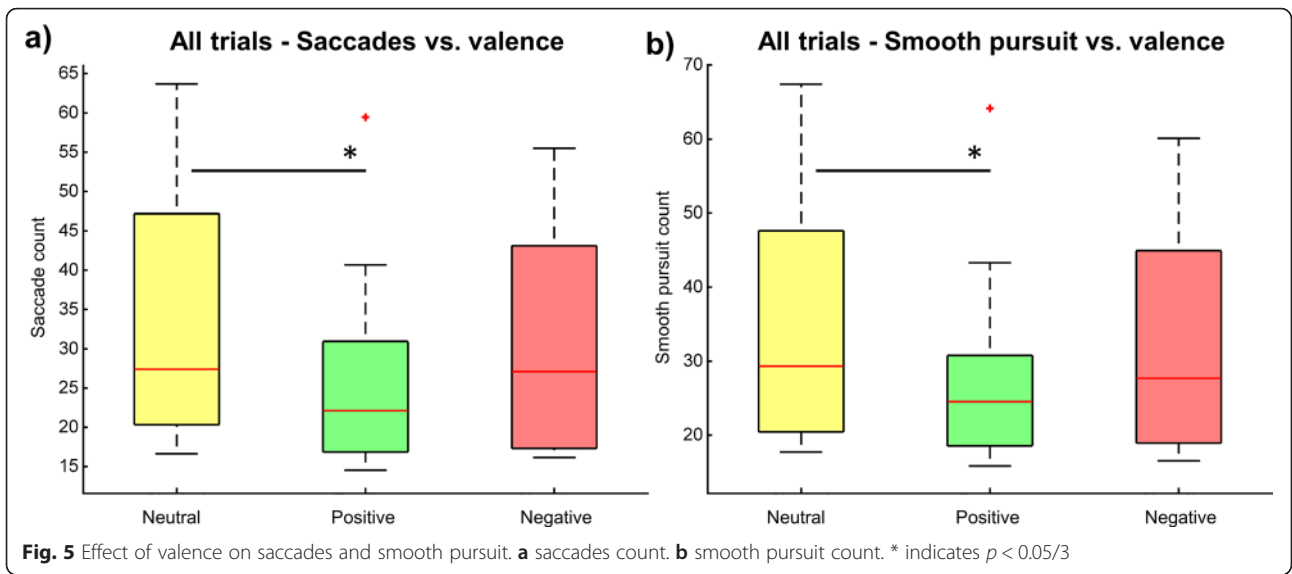 a) All trials - Saccades vs. valence
65
60
55
50
45
40
35
30
25
20
15
Saccade count
*
Neutral Positive Negative
b) All trials - Smooth pursuit vs. valence
70
60
50
40
30
20
Smooth pursuit count
*
Neutral Positive Negative
Fig. 5 Effect of valence on saccades and smooth pursuit. a saccades count. b smooth pursuit count. * indicates p < 0.05/3